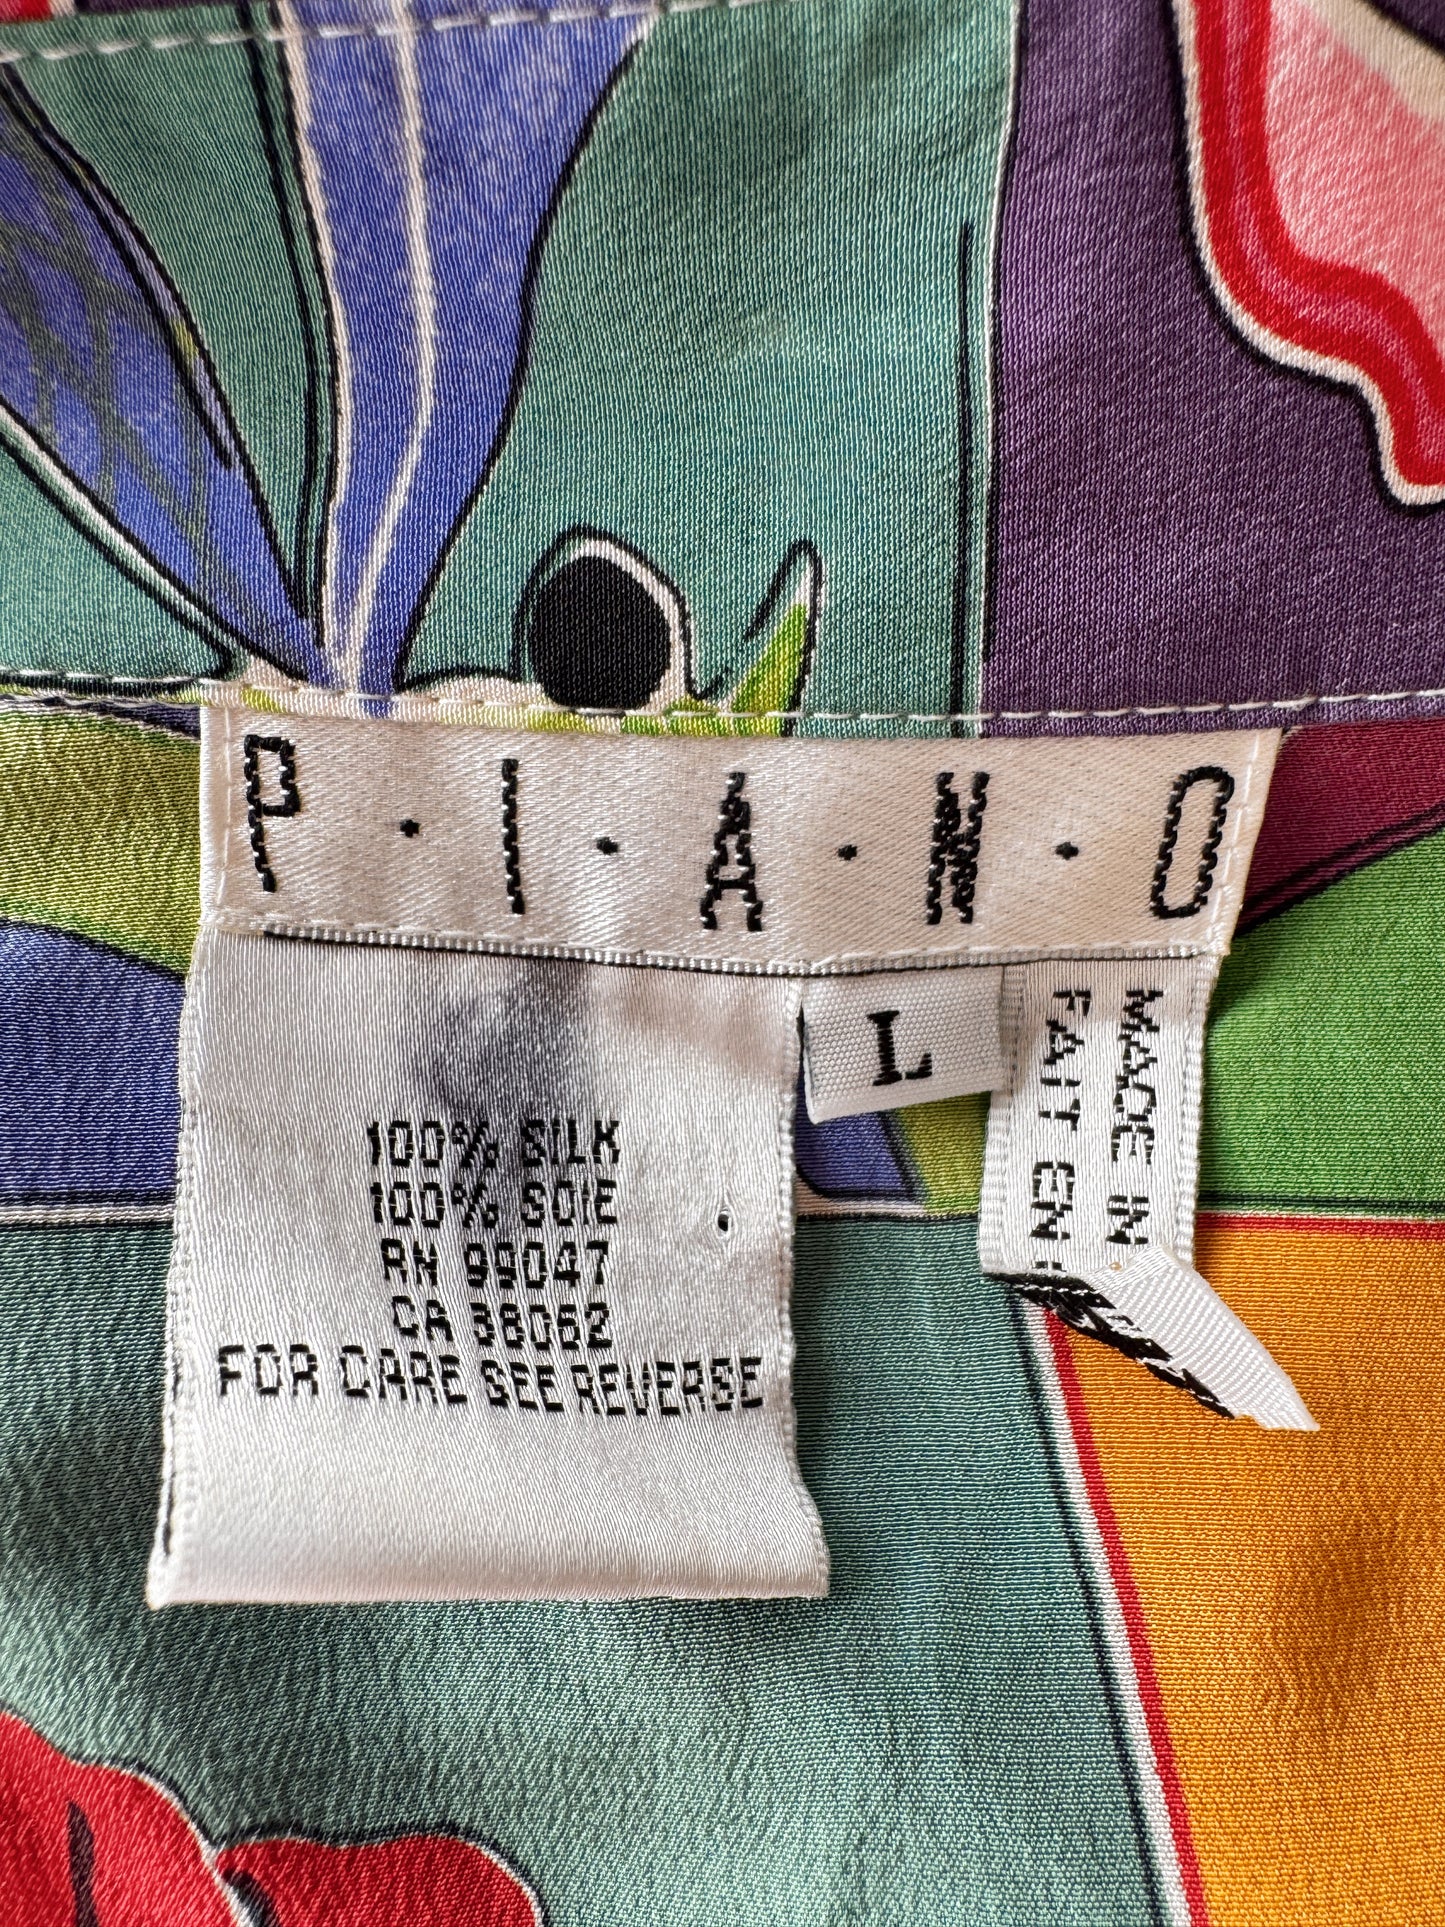 P·I·A·N·O
L
MADE IN
FAIT EN
100% SILK
100% SOIE
RN 99047
CA 38062
FOR CARE SEE REVERSE